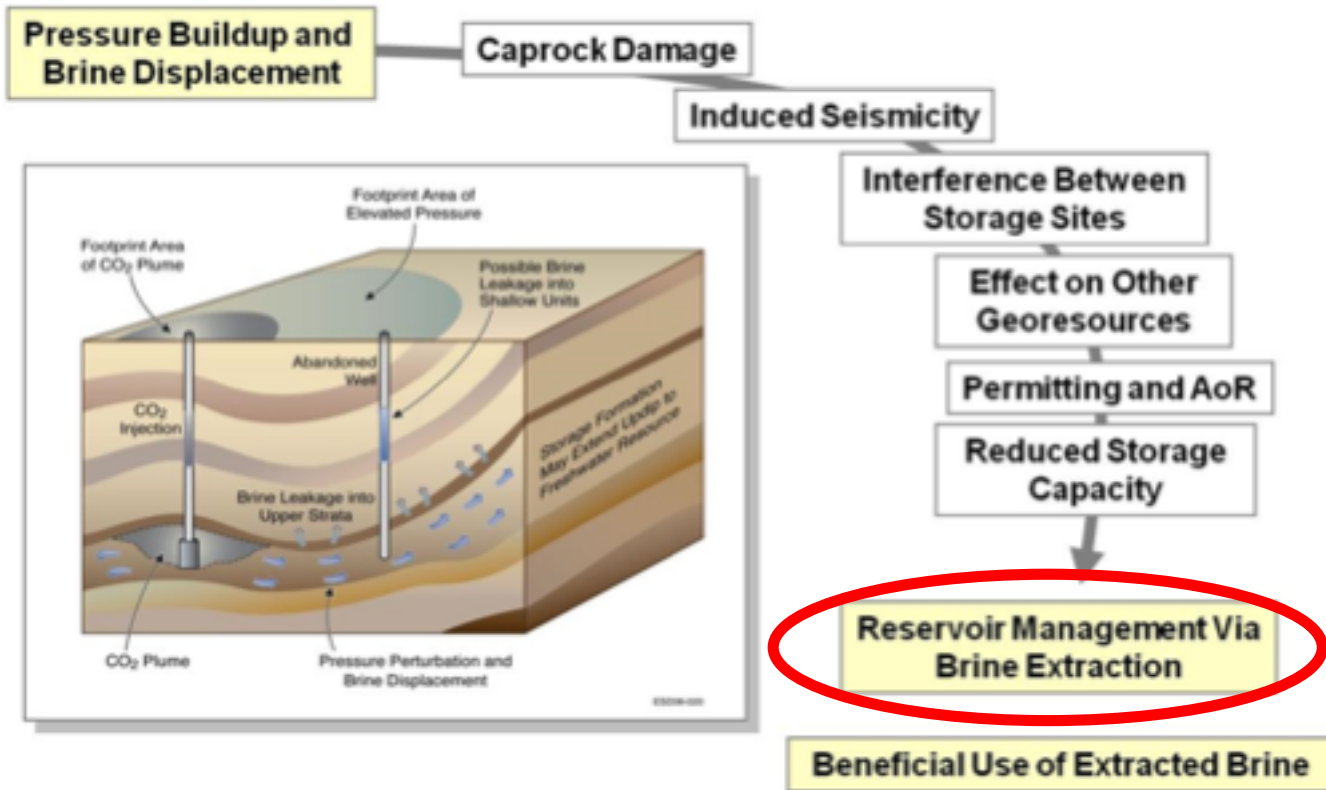 Pressure Buildup and
Brine Displacement
Caprock Damage
Induced Seismicity
Interference Between
Storage Sites
Effect on Other
Georesources
Permitting and AoR
Reduced Storage
Capacity
Reservoir Management Via
Brine Extraction
Beneficial Use of Extracted Brine
Footprint Area of
Elevated Pressure
Footprint Area
of CO₂ Plume
Possible Brine
Leakage into
Shallow Units
Abandoned
Well
CO₂
Injection
Storage Formation
May Extend Updip to
Freshwater Resource
Brine Leakage into
Upper Strata
CO₂ Plume
Pressure Perturbation and
Brine Displacement